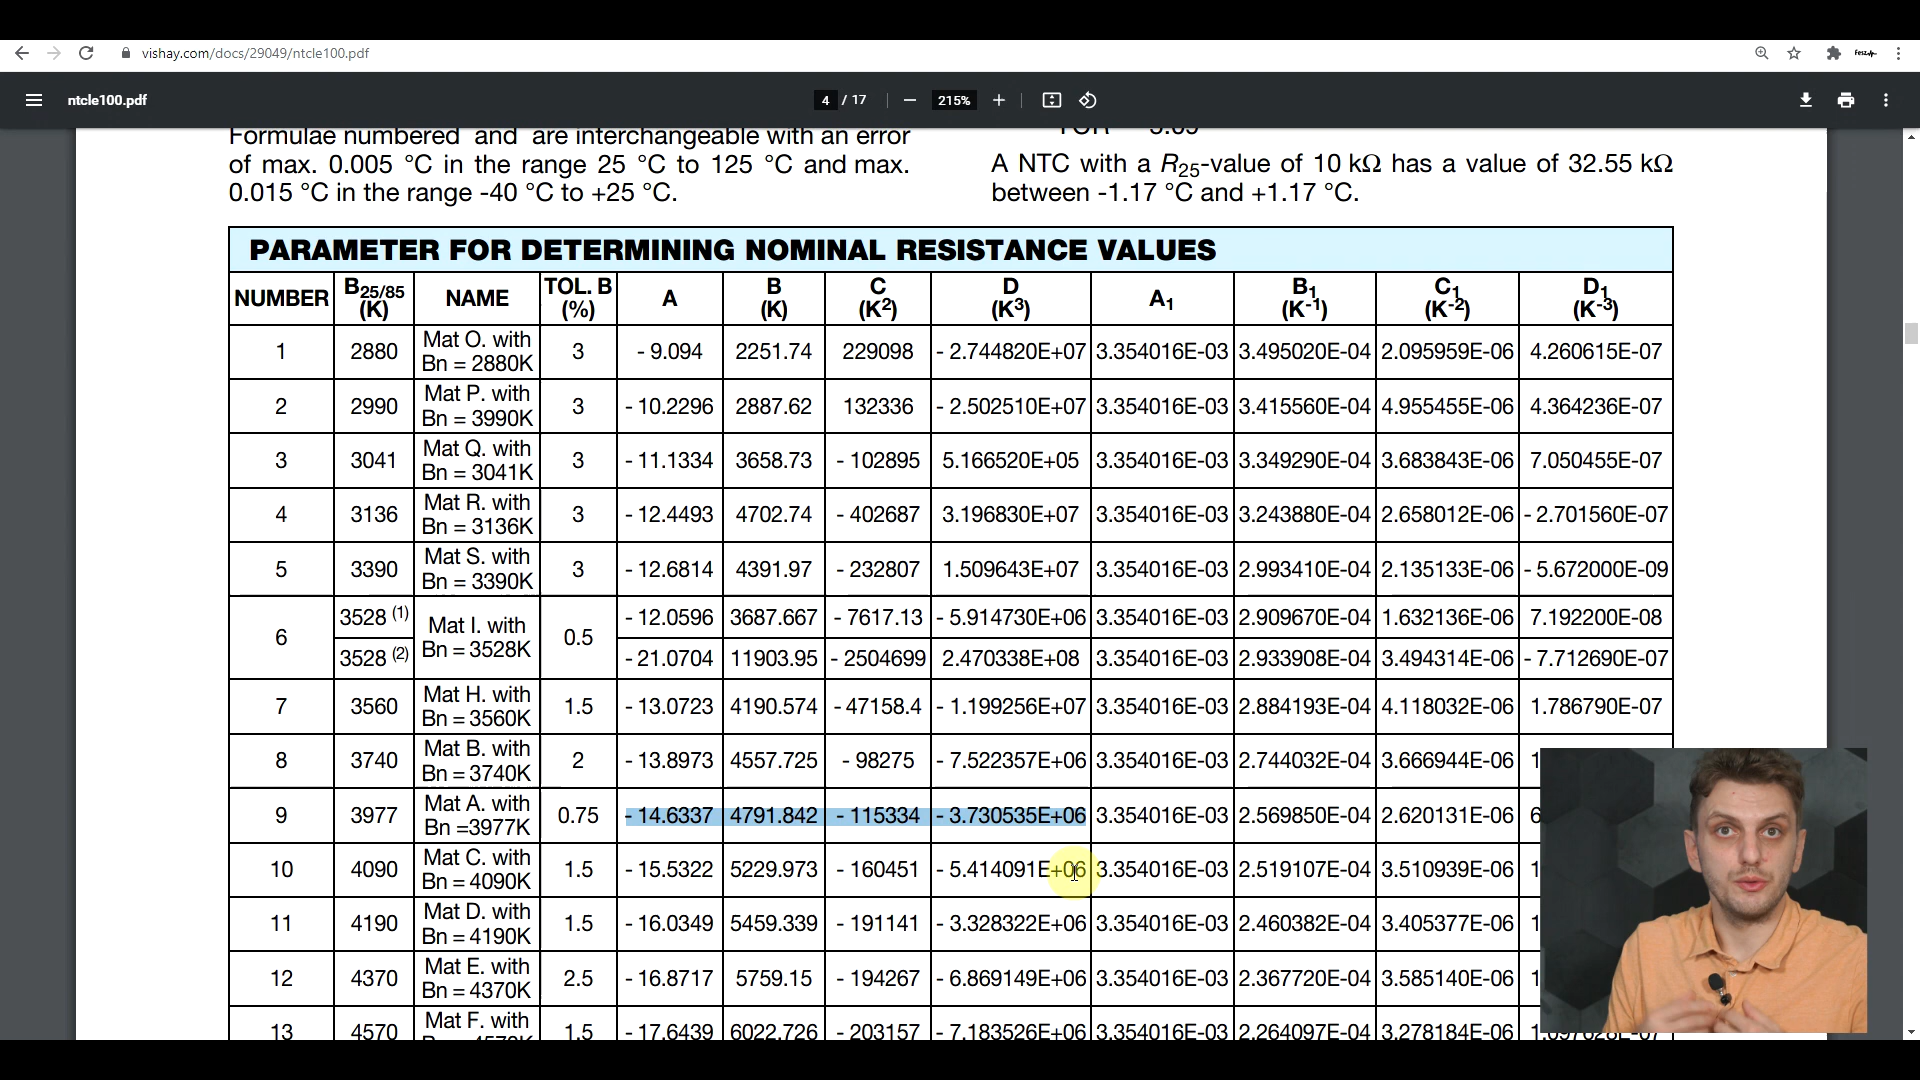 vishay.com/docs/29049/ntcle100.pdf
ntcle100.pdf
4 / 17
215%
Formulae numbered and are interchangeable with an error
of max. 0.005 °C in the range 25 °C to 125 °C and max.
0.015 °C in the range -40 °C to +25 °C.
A NTC with a R25-value of 10 kΩ has a value of 32.55 kΩ
between -1.17 °C and +1.17 °C.
PARAMETER FOR DETERMINING NOMINAL RESISTANCE VALUES
NUMBER B25/85 (K) NAME TOL. B (%) A B (K) C (K²) D (K³) A1 B1 (K-1) C1 (K-2) D1 (K-3)
1 2880 Mat O. with Bn = 2880K 3 - 9.094 2251.74 229098 - 2.744820E+07 3.354016E-03 3.495020E-04 2.095959E-06 4.260615E-07
2 2990 Mat P. with Bn = 3990K 3 - 10.2296 2887.62 132336 - 2.502510E+07 3.354016E-03 3.415560E-04 4.955455E-06 4.364236E-07
3 3041 Mat Q. with Bn = 3041K 3 - 11.1334 3658.73 - 102895 5.166520E+05 3.354016E-03 3.349290E-04 3.683843E-06 7.050455E-07
4 3136 Mat R. with Bn = 3136K 3 - 12.4493 4702.74 - 402687 3.196830E+07 3.354016E-03 3.243880E-04 2.658012E-06 - 2.701560E-07
5 3390 Mat S. with Bn = 3390K 3 - 12.6814 4391.97 - 232807 1.509643E+07 3.354016E-03 2.993410E-04 2.135133E-06 - 5.672000E-09
6 3528 (1) Mat I. with Bn = 3528K 0.5 - 12.0596 3687.667 - 7617.13 - 5.914730E+06 3.354016E-03 2.909670E-04 1.632136E-06 7.192200E-08
3528 (2) - 21.0704 11903.95 - 2504699 2.470338E+08 3.354016E-03 2.933908E-04 3.494314E-06 - 7.712690E-07
7 3560 Mat H. with Bn = 3560K 1.5 - 13.0723 4190.574 - 47158.4 - 1.199256E+07 3.354016E-03 2.884193E-04 4.118032E-06 1.786790E-07
8 3740 Mat B. with Bn = 3740K 2 - 13.8973 4557.725 - 98275 - 7.522357E+06 3.354016E-03 2.744032E-04 3.666944E-06 1
9 3977 Mat A. with Bn =3977K 0.75 - 14.6337 4791.842 - 115334 - 3.730535E+06 3.354016E-03 2.569850E-04 2.620131E-06 6
10 4090 Mat C. with Bn = 4090K 1.5 - 15.5322 5229.973 - 160451 - 5.414091E+06 3.354016E-03 2.519107E-04 3.510939E-06 1
11 4190 Mat D. with Bn = 4190K 1.5 - 16.0349 5459.339 - 191141 - 3.328322E+06 3.354016E-03 2.460382E-04 3.405377E-06 1
12 4370 Mat E. with Bn = 4370K 2.5 - 16.8717 5759.15 - 194267 - 6.869149E+06 3.354016E-03 2.367720E-04 3.585140E-06 1
13 4570 Mat F. with 1.5 - 17.6439 6022.726 - 203157 - 7.183526E+06 3.354016E-03 2.264097E-04 3.278184E-06